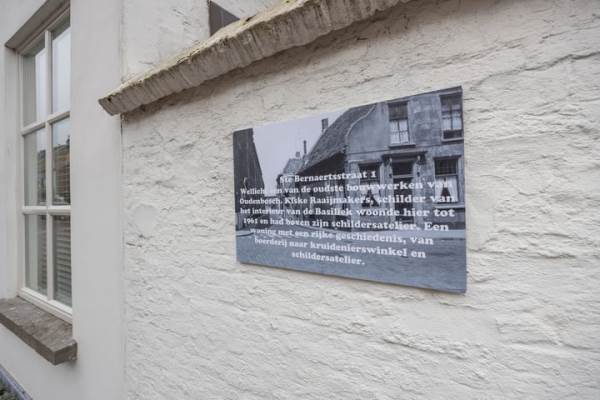 Ste Bernaertsstraat 1
Wellicht een van de oudste bouwwerken van
Oudenbosch. Kiske Raaijmakers, schilder van
het interieur van de Basiliek woonde hier tot
1961 en had boven zijn schildersatelier. Een
woning met een rijke geschiedenis, van
boerderij naar kruidenierswinkel en
schildersatelier.